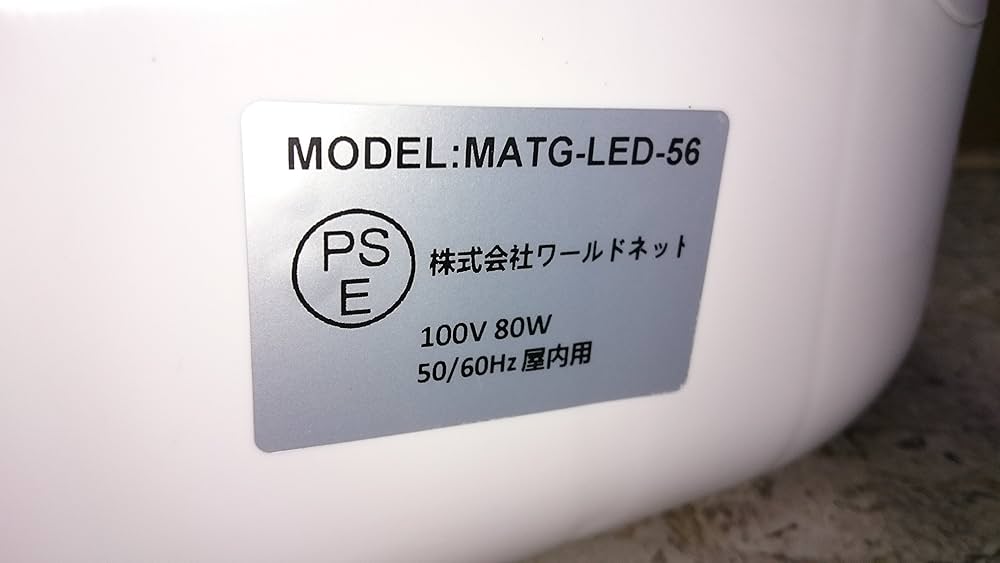 MODEL:MATG-LED-56
PS
E
株式会社ワールドネット
100V 80W
50/60Hz 屋内用